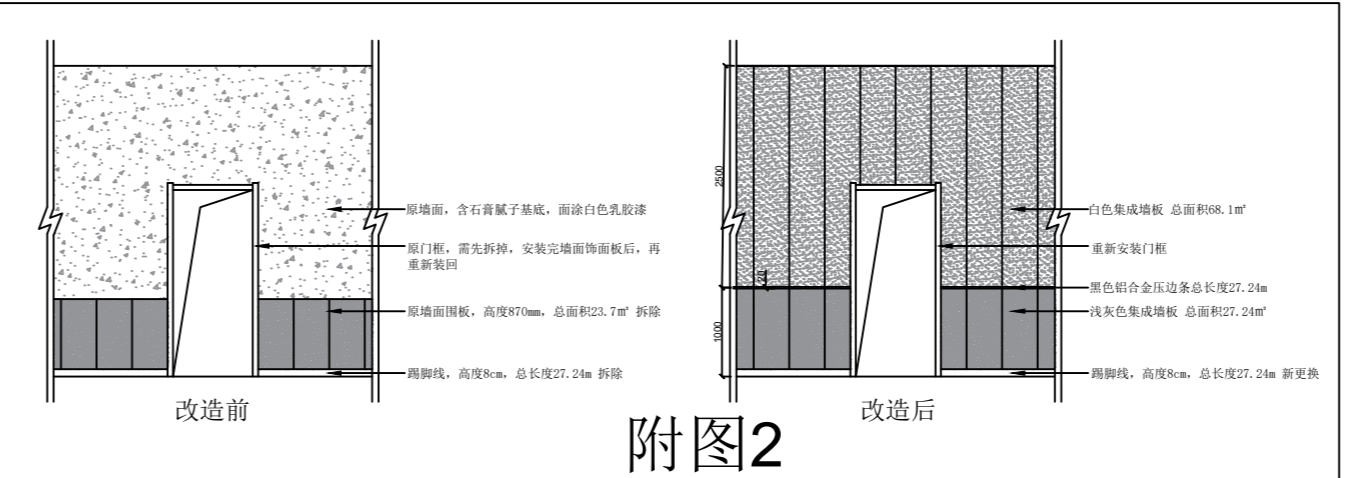 原墙面，含石膏腻子基底，面涂白色乳胶漆
原门框，需先拆掉，安装完墙面饰面板后，再
重新装回
原墙面围板，高度870mm，总面积23.7㎡ 拆除
踢脚线，高度8cm，总长度27.24m 拆除
改造前
2500
20
1000
白色集成墙板 总面积68.1㎡
重新安装门框
黑色铝合金压边条总长度27.24m
浅灰色集成墙板 总面积27.24㎡
踢脚线，高度8cm，总长度27.24m 新更换
改造后
附图2